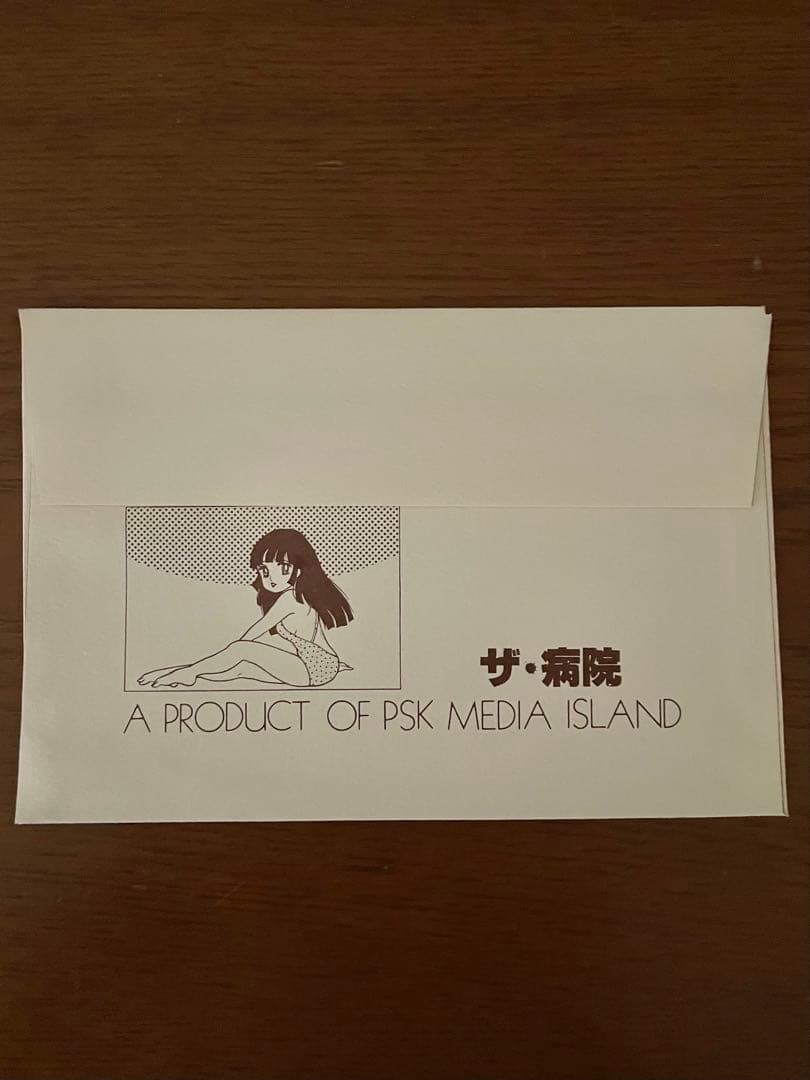 ザ・病院
A PRODUCT OF PSK MEDIA ISLAND